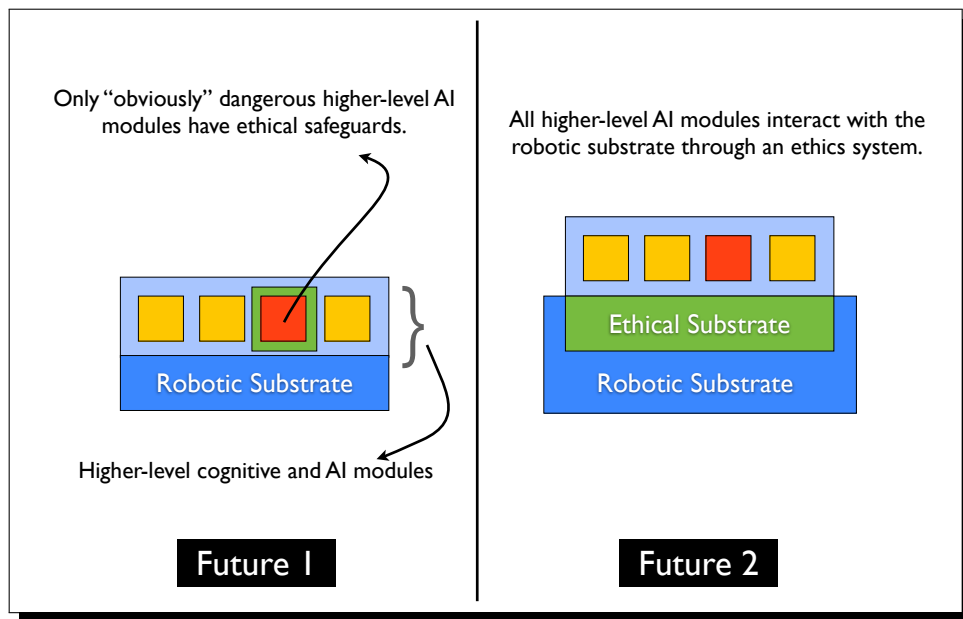 Only “obviously” dangerous higher-level AI
modules have ethical safeguards.
Robotic Substrate
Higher-level cognitive and AI modules
Future 1
All higher-level AI modules interact with the
robotic substrate through an ethics system.
Ethical Substrate
Robotic Substrate
Future 2